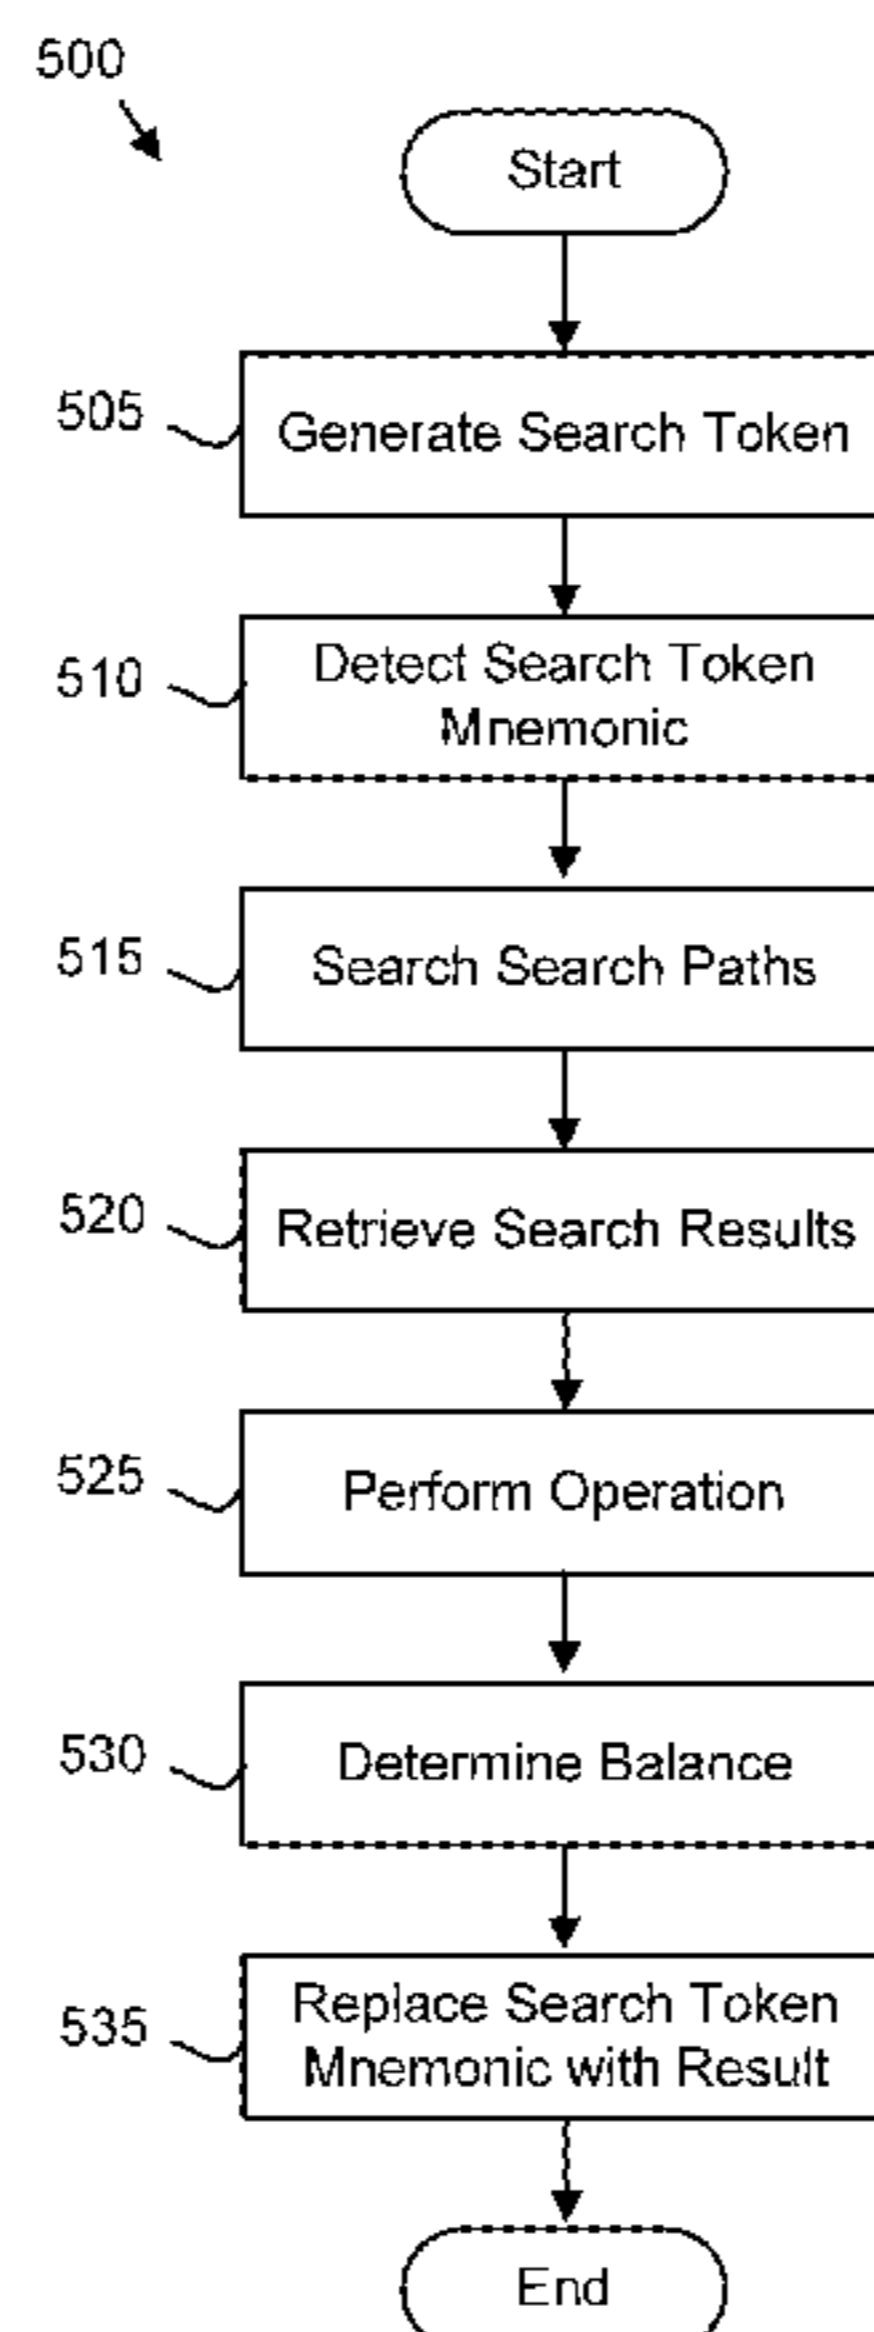 500
Start
505
Generate Search Token
510
Detect Search Token
Mnemonic
515
Search Search Paths
520
Retrieve Search Results
525
Perform Operation
530
Determine Balance
535
Replace Search Token
Mnemonic with Result
End